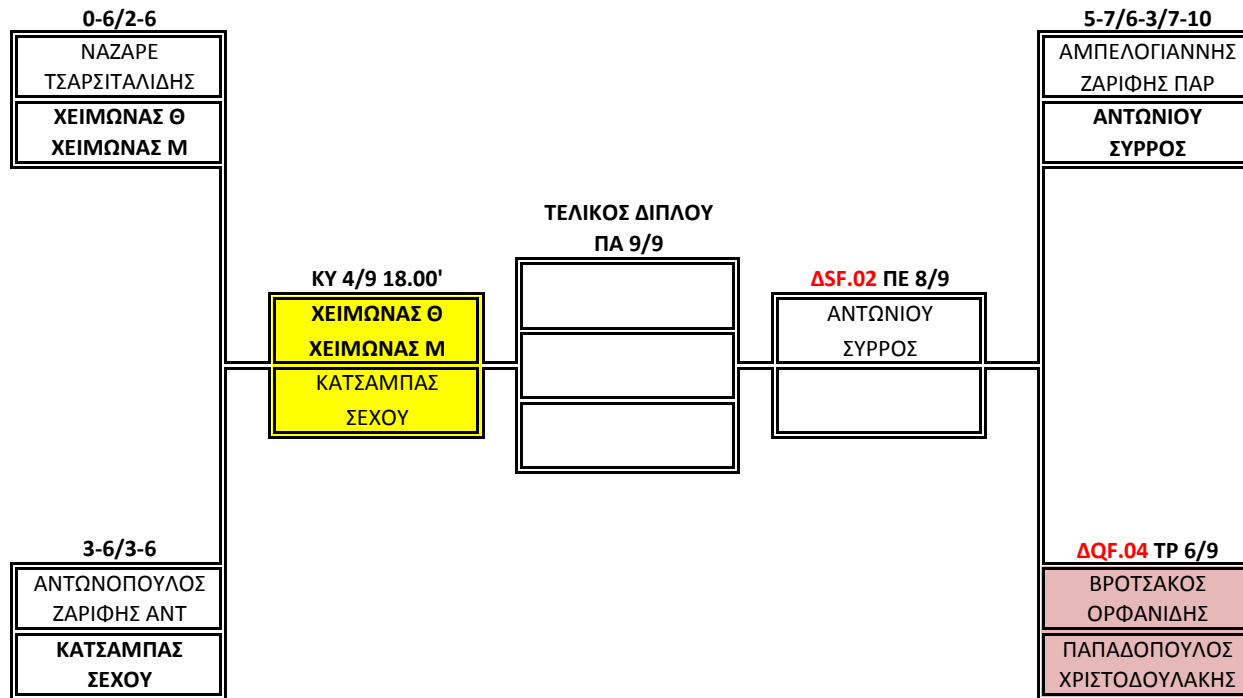 0-6/2-6
ΝΑΖΑΡΕ
ΤΣΑΡΣΙΤΑΛΙΔΗΣ
ΧΕΙΜΩΝΑΣ Θ
ΧΕΙΜΩΝΑΣ Μ
3-6/3-6
ΑΝΤΩΝΟΠΟΥΛΟΣ
ΖΑΡΙΦΗΣ ΑΝΤ
ΚΑΤΣΑΜΠΑΣ
ΣΕΧΟΥ
ΚΥ 4/9 18.00'
ΧΕΙΜΩΝΑΣ Θ
ΧΕΙΜΩΝΑΣ Μ
ΚΑΤΣΑΜΠΑΣ
ΣΕΧΟΥ
ΤΕΛΙΚΟΣ ΔΙΠΛΟΥ
ΠΑ 9/9
ΔSF.02 ΠΕ 8/9
ΑΝΤΩΝΙΟΥ
ΣΥΡΡΟΣ
5-7/6-3/7-10
ΑΜΠΕΛΟΓΙΑΝΝΗΣ
ΖΑΡΙΦΗΣ ΠΑΡ
ΑΝΤΩΝΙΟΥ
ΣΥΡΡΟΣ
ΔQF.04 ΤΡ 6/9
ΒΡΟΤΣΑΚΟΣ
ΟΡΦΑΝΙΔΗΣ
ΠΑΠΑΔΟΠΟΥΛΟΣ
ΧΡΙΣΤΟΔΟΥΛΑΚΗΣ